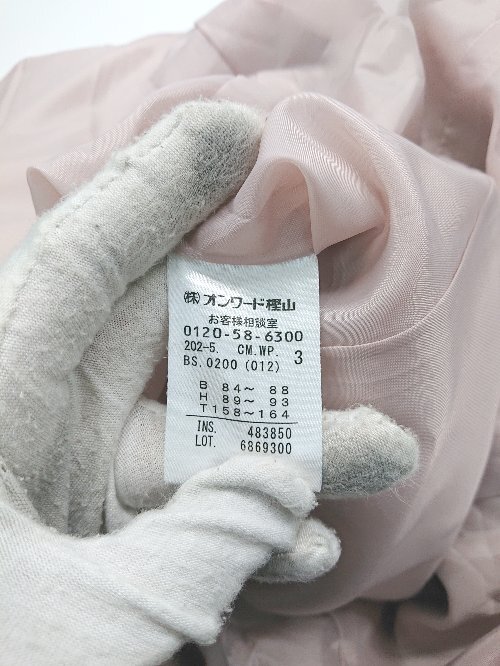 ㈱オンワード樫山
お客様相談室
0120-58-6300
202-5. CM.WP. 3
BS.0200 (012)
B 84～ 88
H 89～ 93
T 158～164
INS. 483850
LOT. 6869300